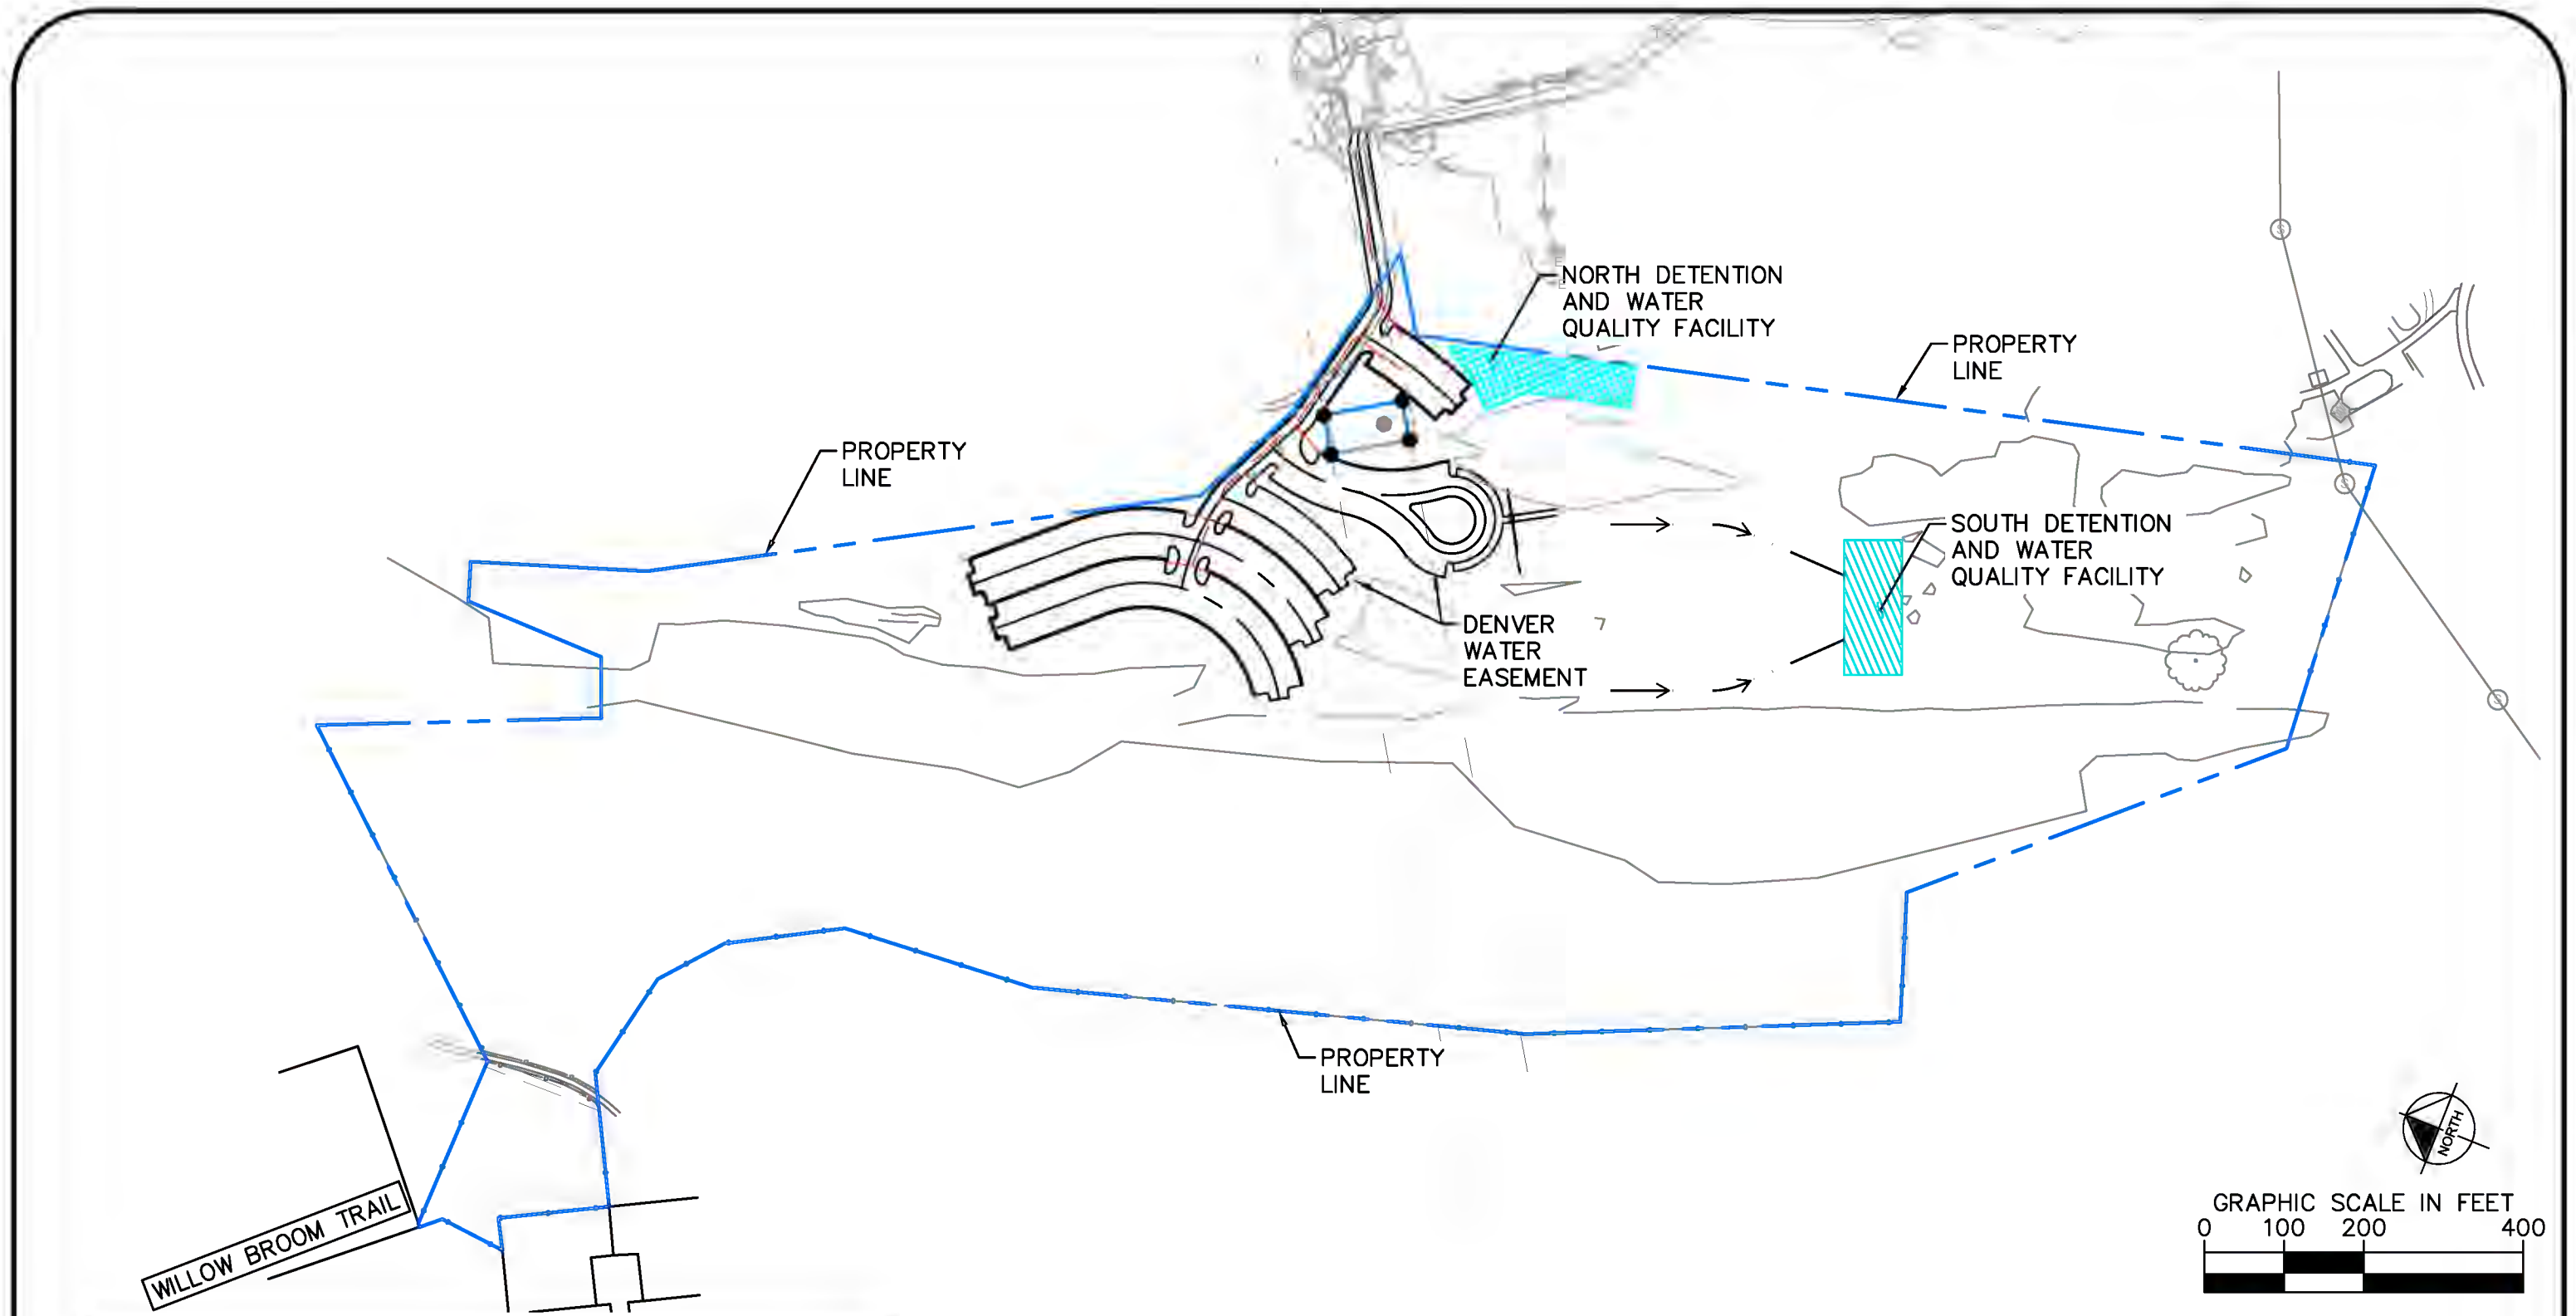 NORTH DETENTION
AND WATER
QUALITY FACILITY
PROPERTY
LINE
PROPERTY
LINE
SOUTH DETENTION
AND WATER
QUALITY FACILITY
DENVER
WATER
EASEMENT
PROPERTY
LINE
WILLOW BROOM TRAIL
NORTH
GRAPHIC SCALE IN FEET
0 100 200 400
S
S
S